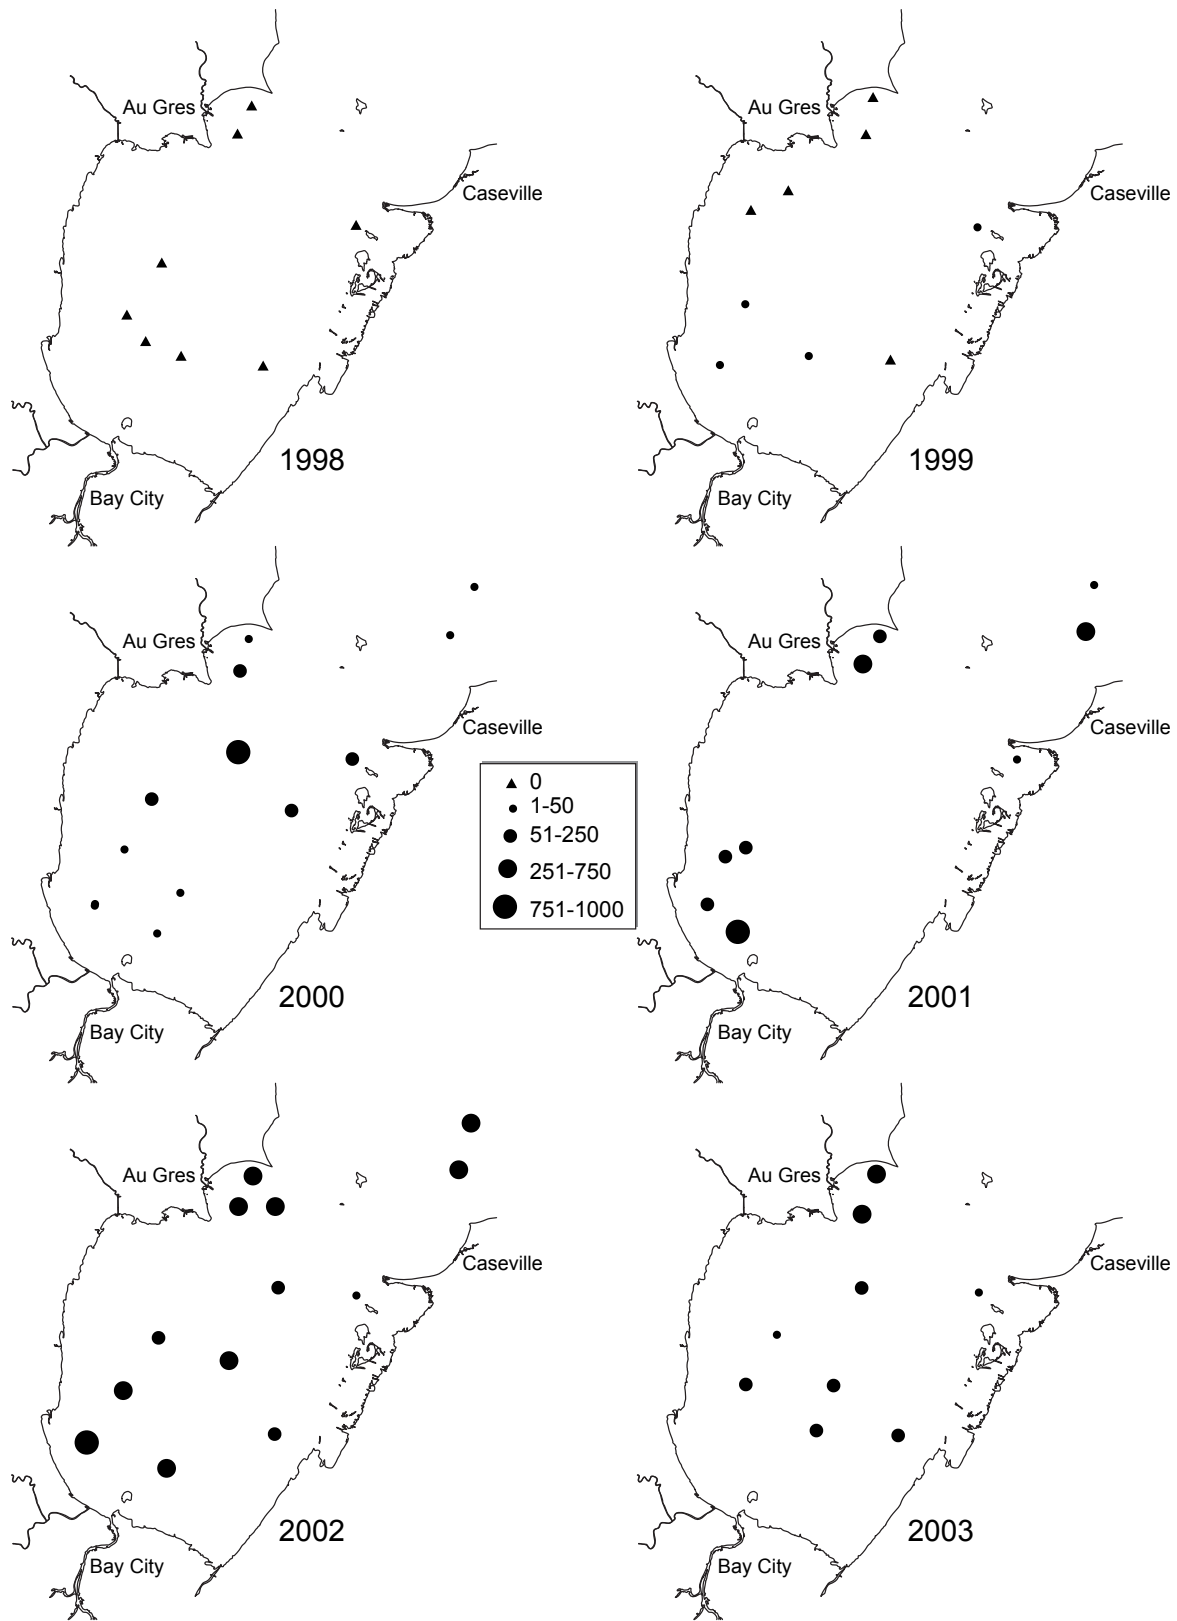 Au Gres
Caseville
1998
Bay City
Au Gres
Caseville
1999
Bay City
Au Gres
Caseville
2000
Bay City
0
1-50
51-250
251-750
751-1000
Au Gres
Caseville
2001
Bay City
Au Gres
Caseville
2002
Bay City
Au Gres
Caseville
2003
Bay City